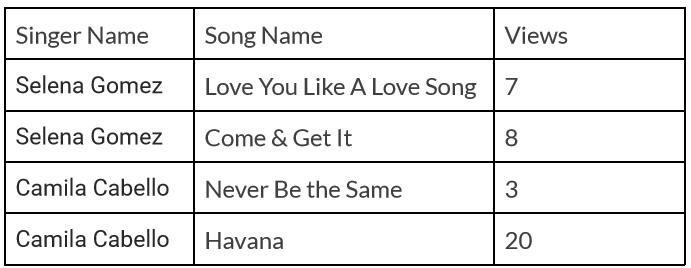 Singer Name Song Name Views
Selena Gomez Love You Like A Love Song 7
Selena Gomez Come & Get It 8
Camila Cabello Never Be the Same 3
Camila Cabello Havana 20